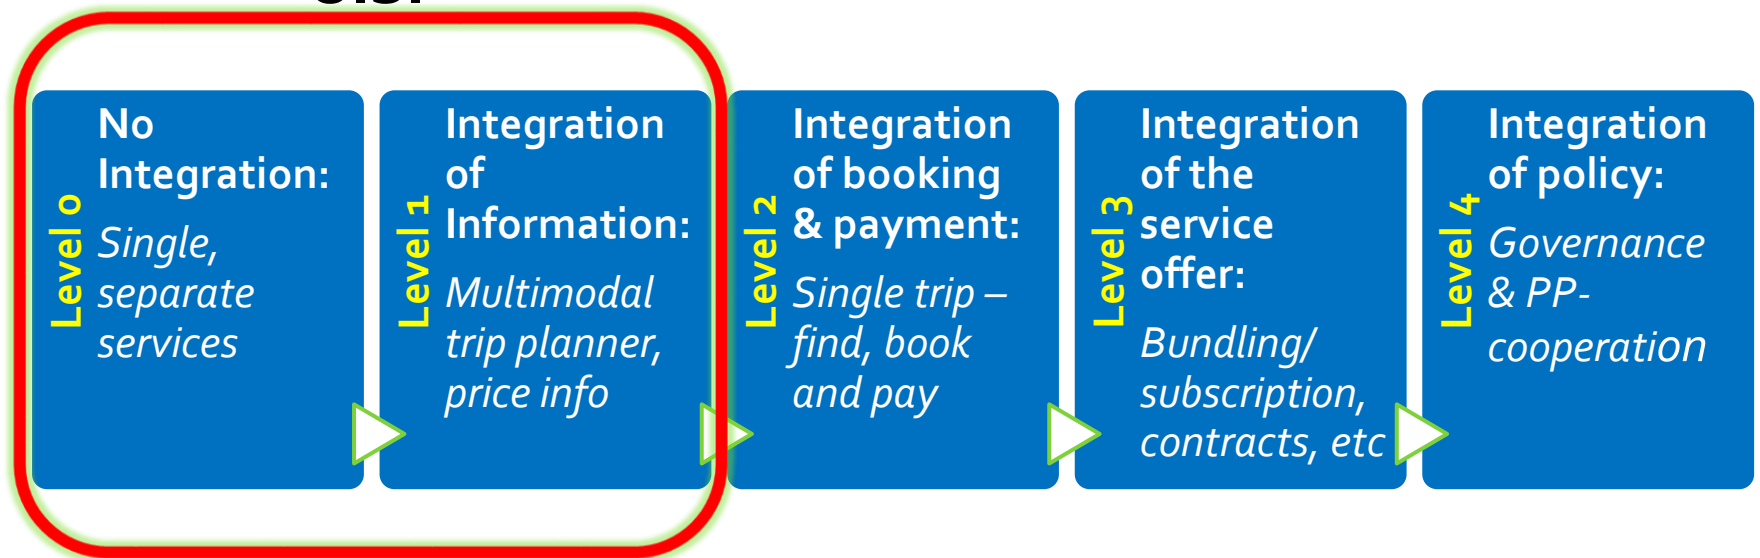 Level 0
No
Integration:
Single,
separate
services
Level 1
Integration
of
Information:
Multimodal
trip planner,
price info
Level 2
Integration
of booking
& payment:
Single trip –
find, book
and pay
Level 3
Integration
of the
service
offer:
Bundling/
subscription,
contracts, etc
Level 4
Integration
of policy:
Governance
& PP-
cooperation